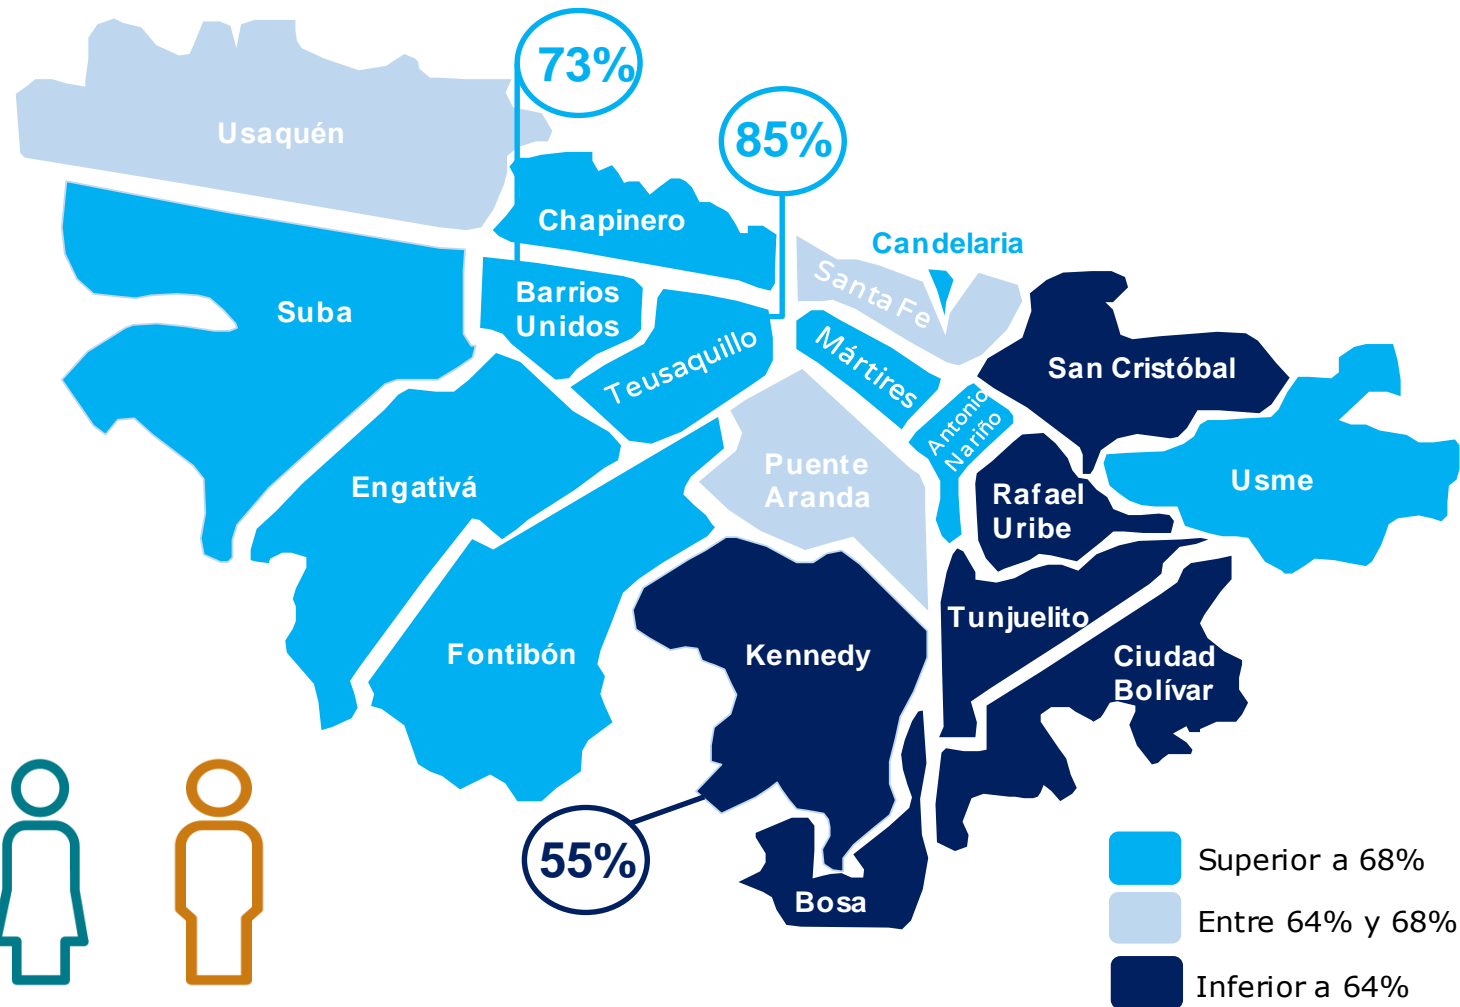 73%
85%
Usaquén
Chapinero
Candelaria
Santa Fe
Suba
Barrios
Unidos
Teusaquillo
Mártires
San Cristóbal
Antonio
Nariño
Engativá
Puente
Aranda
Rafael
Uribe
Usme
Fontibón
Kennedy
Tunjuelito
Ciudad
Bolívar
55%
Bosa
Superior a 68%
Entre 64% y 68%
Inferior a 64%